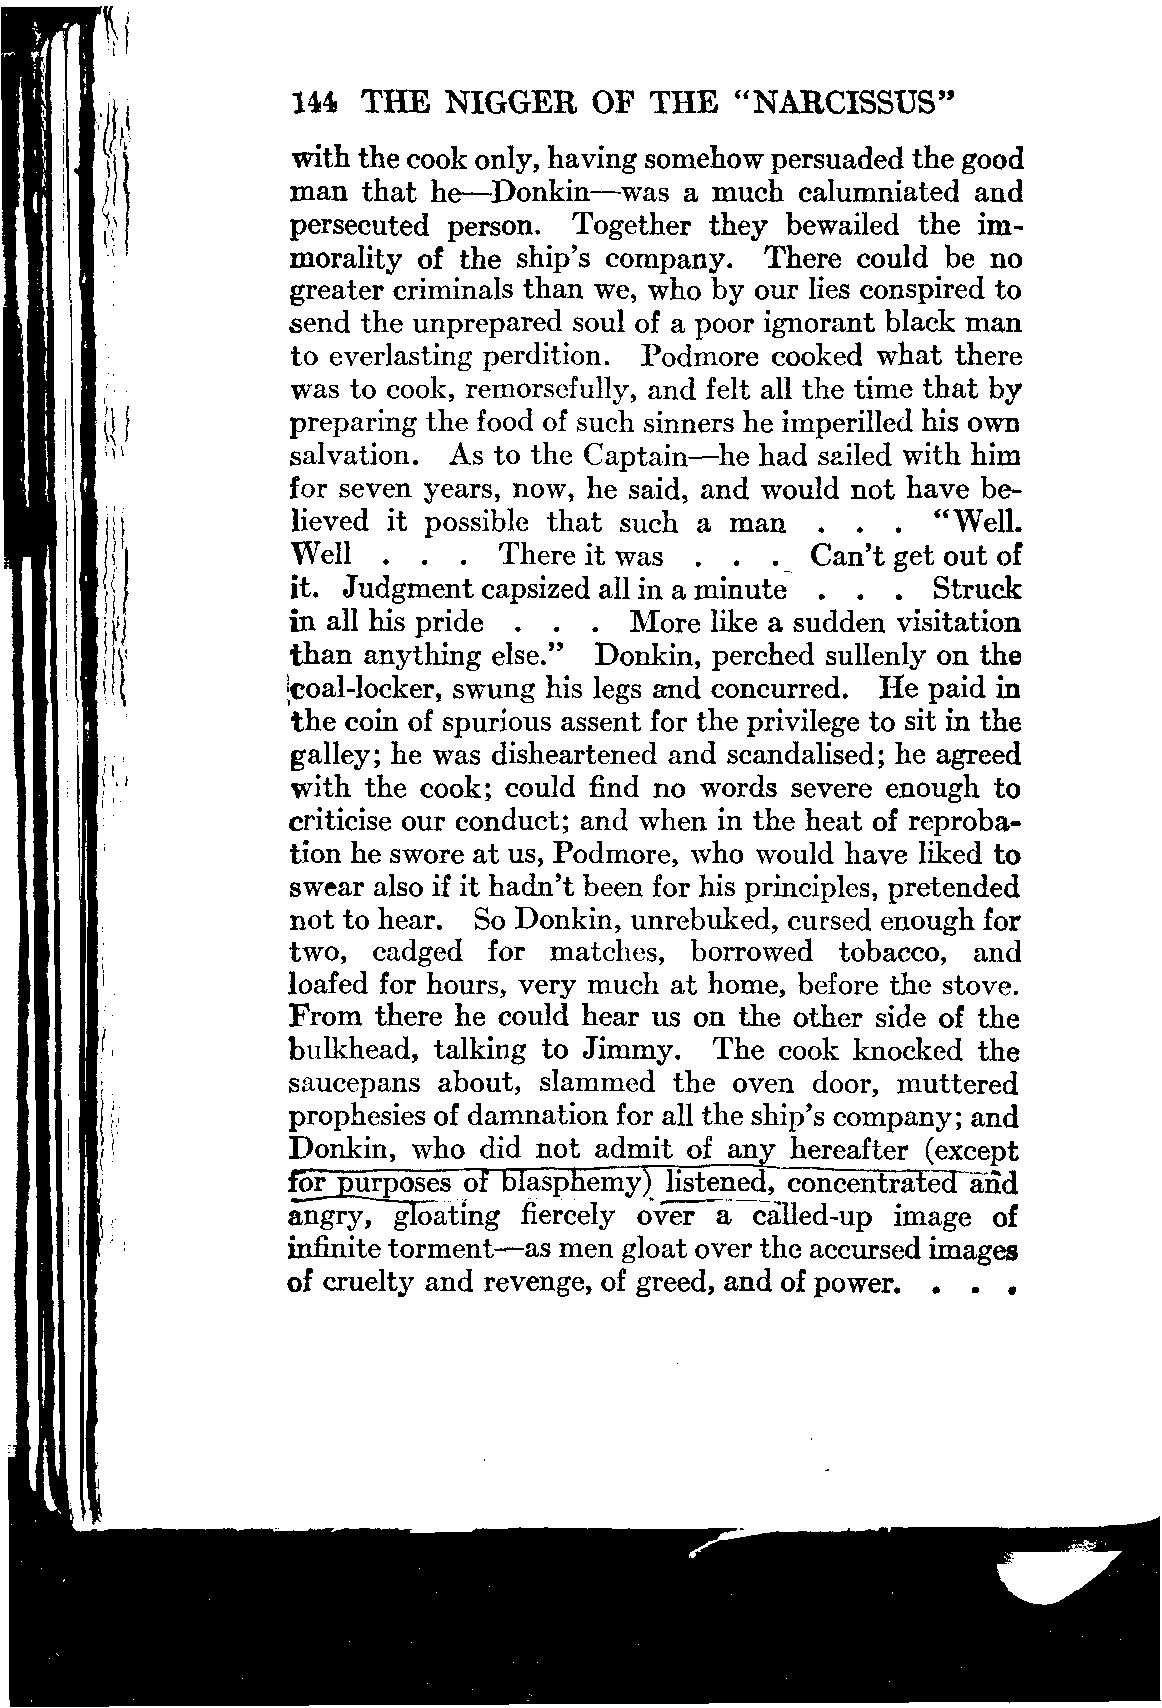 144 THE NIGGER OF THE “NARCISSUS”
with the cook only, having somehow persuaded the good
man that he—Donkin—was a much calumniated and
persecuted person. Together they bewailed the im-
morality of the ship’s company. There could be no
greater criminals than we, who by our lies conspired to
send the unprepared soul of a poor ignorant black man
to everlasting perdition. Podmore cooked what there
was to cook, remorsefully, and felt all the time that by
preparing the food of such sinners he imperilled his own
salvation. As to the Captain—he had sailed with him
for seven years, now, he said, and would not have be-
lieved it possible that such a man . . . “Well.
Well . . . There it was . . . Can’t get out of
it. Judgment capsized all in a minute . . . Struck
in all his pride . . . More like a sudden visitation
than anything else.” Donkin, perched sullenly on the
coal-locker, swung his legs and concurred. He paid in
the coin of spurious assent for the privilege to sit in the
galley; he was disheartened and scandalised; he agreed
with the cook; could find no words severe enough to
criticise our conduct; and when in the heat of reproba-
tion he swore at us, Podmore, who would have liked to
swear also if it hadn’t been for his principles, pretended
not to hear. So Donkin, unrebuked, cursed enough for
two, cadged for matches, borrowed tobacco, and
loafed for hours, very much at home, before the stove.
From there he could hear us on the other side of the
bulkhead, talking to Jimmy. The cook knocked the
saucepans about, slammed the oven door, muttered
prophesies of damnation for all the ship’s company; and
Donkin, who did not admit of any hereafter (except
for purposes of blasphemy) listened, concentrated and
angry, gloating fiercely over a called-up image of
infinite torment—as men gloat over the accursed images
of cruelty and revenge, of greed, and of power. . . .